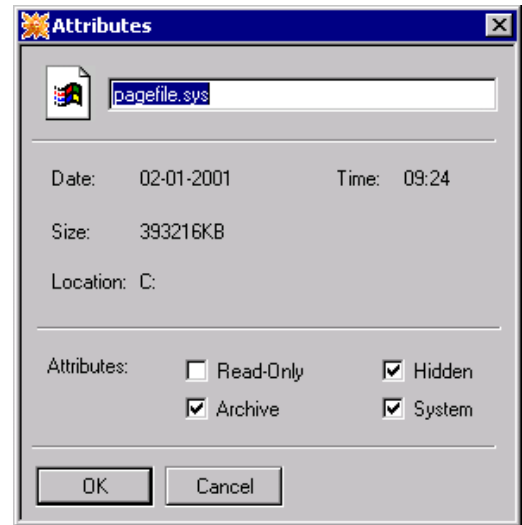 Attributes
pagefile.sys
Date: 02-01-2001 Time: 09:24
Size: 393216KB
Location: C:
Attributes: Read-Only Hidden
Archive System
OK Cancel